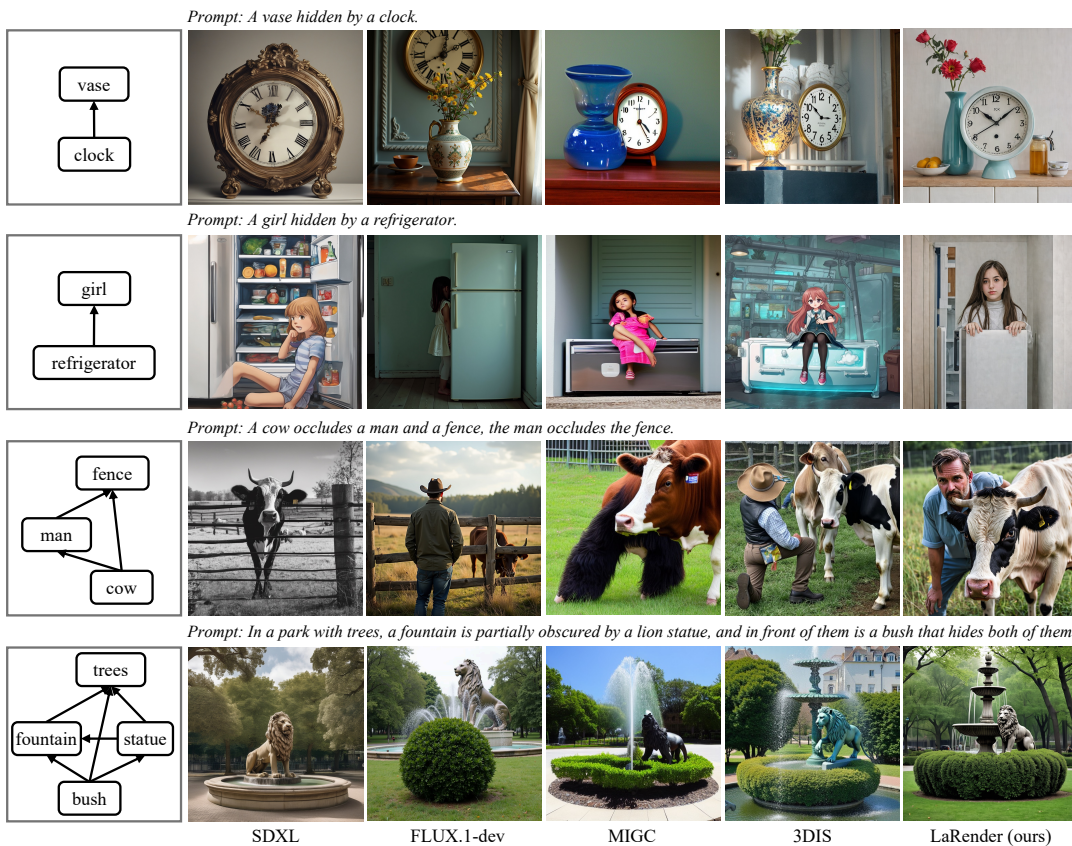 Prompt: A vase hidden by a clock.
vase
clock
Prompt: A girl hidden by a refrigerator.
girl
refrigerator
Prompt: A cow occludes a man and a fence, the man occludes the fence.
fence
man
cow
Prompt: In a park with trees, a fountain is partially obscured by a lion statue, and in front of them is a bush that hides both of them
trees
fountain
statue
bush
SDXL
FLUX.1-dev
MIGC
3DIS
LaRender (ours)